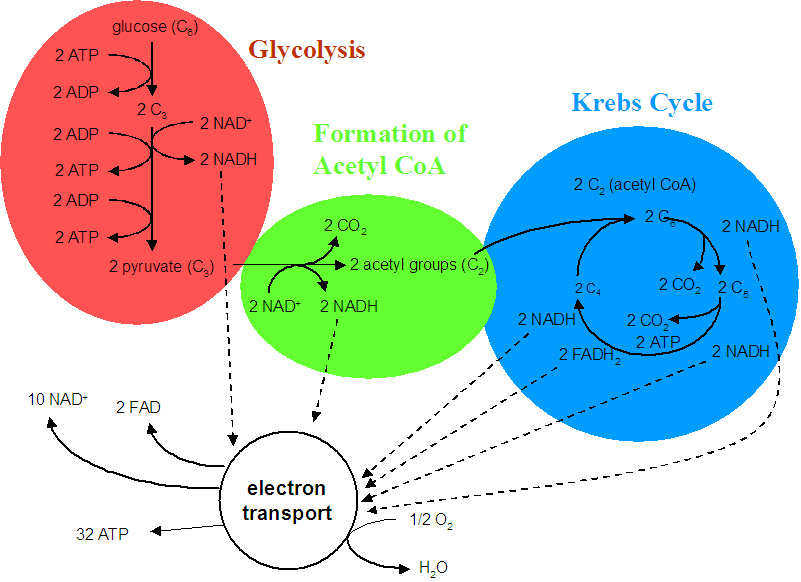 glucose (C₆)
Glycolysis
2 ATP
2 ADP
2 C₃
2 ADP
2 NAD⁺
2 ATP
2 NADH
2 ADP
2 ATP
2 pyruvate (C₃)
Formation of
Acetyl CoA
2 CO₂
2 acetyl groups (C₂)
2 NAD⁺
2 NADH
Krebs Cycle
2 C₂ (acetyl CoA)
2 C₆
2 NADH
2 CO₂
2 C₅
2 C₄
2 CO₂
2 NADH
2 ATP
2 FADH₂
2 NADH
10 NAD⁺
2 FAD
electron
transport
32 ATP
1/2 O₂
H₂O